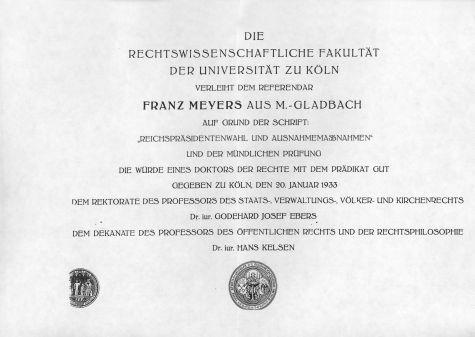 DIE
RECHTSWISSENSCHAFTLICHE FAKULTÄT
DER UNIVERSITÄT ZU KÖLN
VERLEIHT DEM REFERENDAR
FRANZ MEYERS AUS M.-GLADBACH
AUF GRUND DER SCHRIFT:
„REICHSPRÄSIDENTENWAHL UND AUSNAHMEMAßNAHMEN"
UND DER MÜNDLICHEN PRÜFUNG
DIE WÜRDE EINES DOKTORS DER RECHTE MIT DEM PRÄDIKAT GUT
GEGEBEN ZU KÖLN, DEN 20. JANUAR 1933
DEM REKTORATE DES PROFESSORS DES STAATS-, VERWALTUNGS-, VÖLKER- UND KIRCHENRECHTS
Dr. iur. GODEHARD JOSEF EBERS
DEM DEKANATE DES PROFESSORS DES ÖFFENTLICHEN RECHTS UND DER RECHTSPHILOSOPHIE
Dr. iur. HANS KELSEN